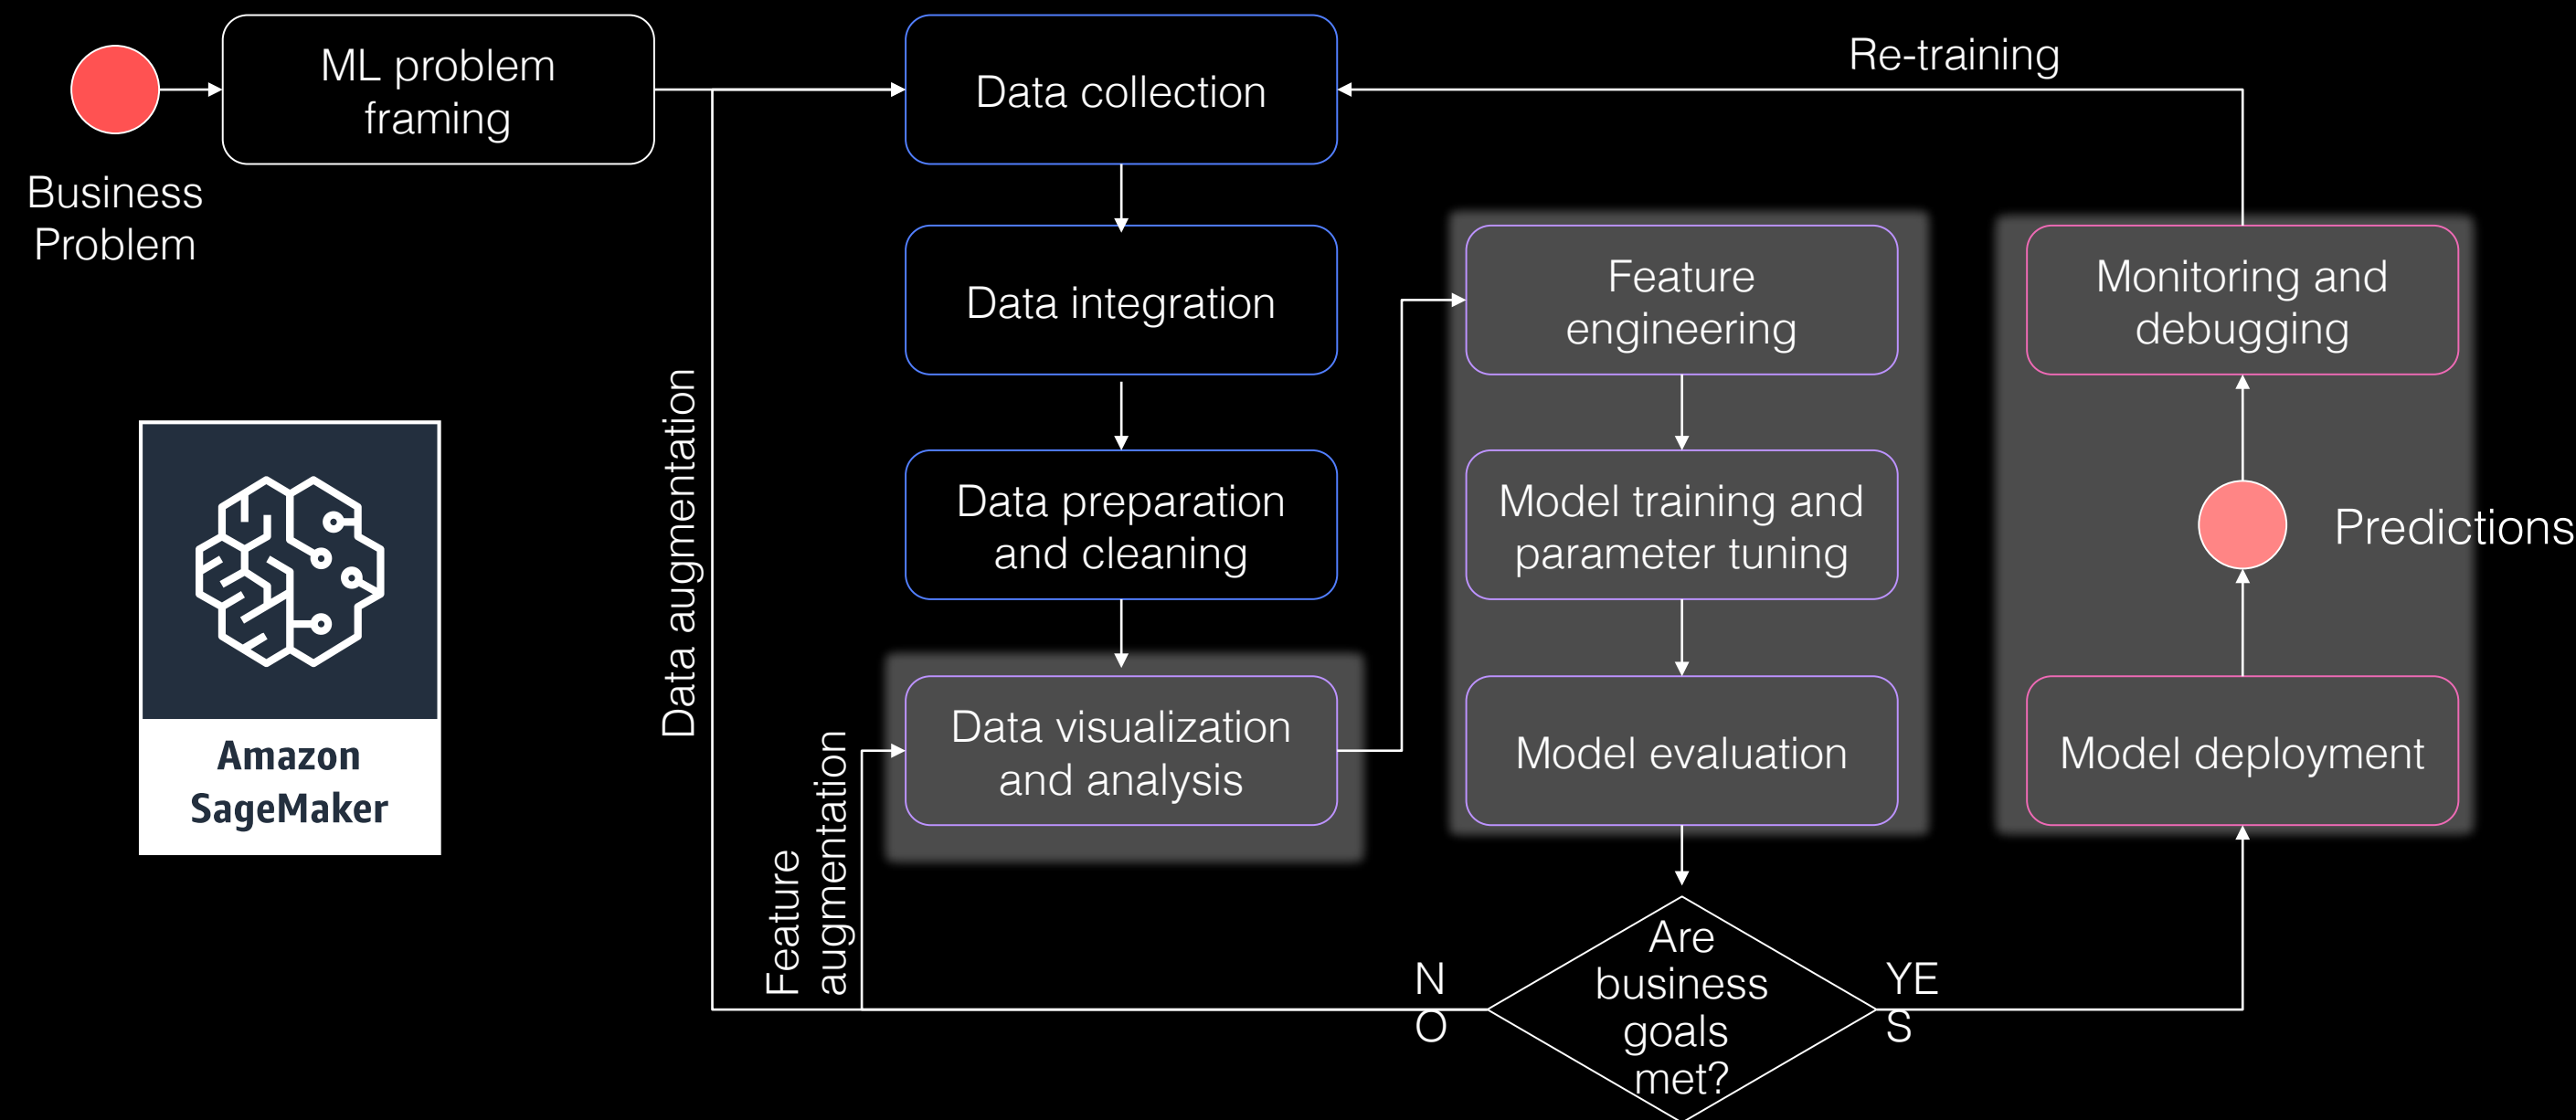 Business
Problem
ML problem
framing
Data collection
Re-training
Data integration
Data preparation
and cleaning
Data visualization
and analysis
Data augmentation
Feature
augmentation
Feature
engineering
Model training and
parameter tuning
Model evaluation
Are
business
goals
met?
N
O
YE
S
Monitoring and
debugging
Predictions
Model deployment
Amazon
SageMaker